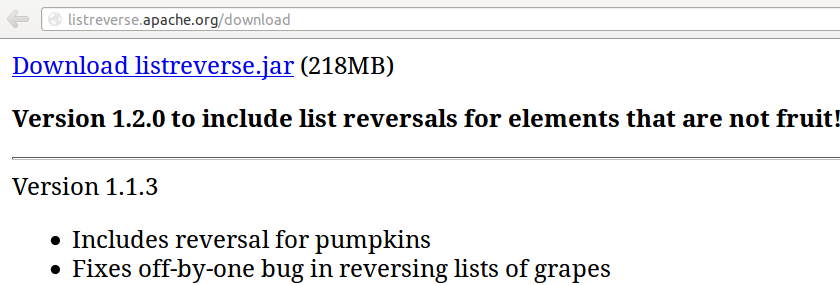 listreverse.apache.org/download
Download listreverse.jar (218MB)
Version 1.2.0 to include list reversals for elements that are not fruit!
Version 1.1.3
Includes reversal for pumpkins
Fixes off-by-one bug in reversing lists of grapes